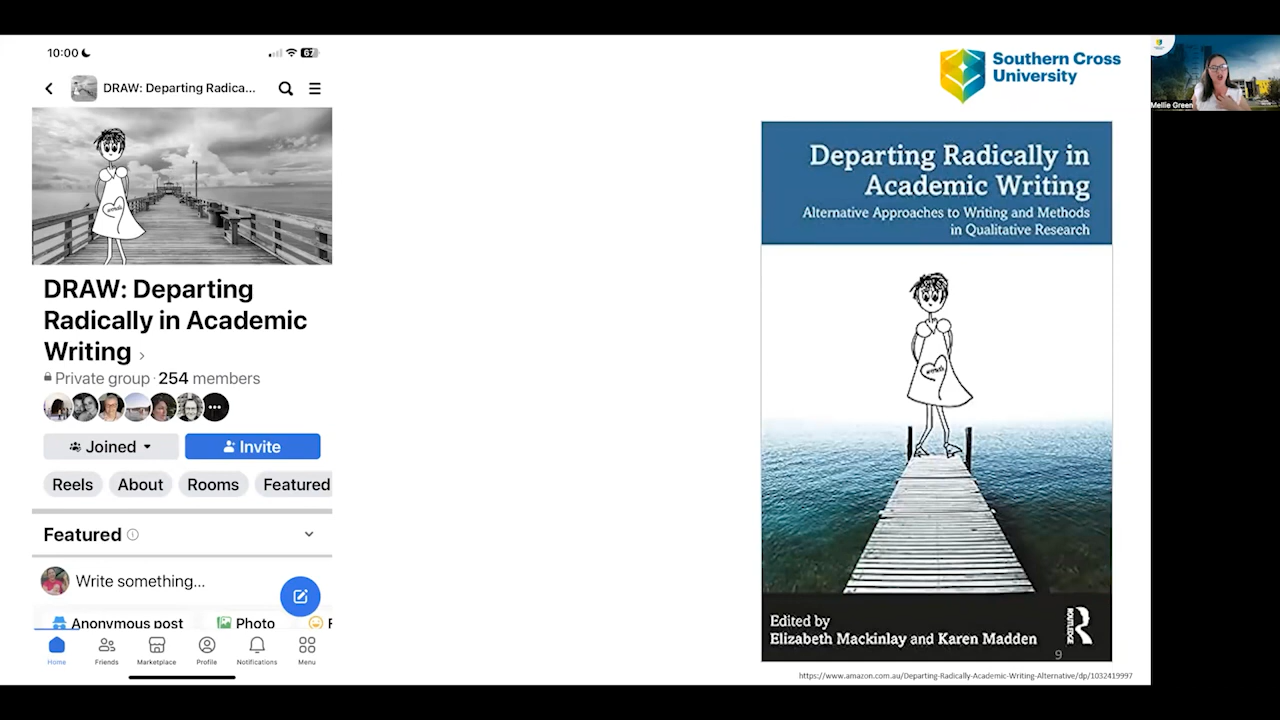 10:00
67
DRAW: Departing Radica...
DRAW: Departing
Radically in Academic
Writing ›
Private group · 254 members
Joined
Invite
Reels
About
Rooms
Featured
Featured
Write something...
Anonymous post
Photo
F
Home
Friends
Marketplace
Profile
Notifications
Menu
Southern Cross
University
Departing Radically in
Academic Writing
Alternative Approaches to Writing and Methods
in Qualitative Research
Edited by
Elizabeth Mackinlay and Karen Madden
ROUTLEDGE
9
https://www.amazon.com.au/Departing-Radically-Academic-Writing-Alternative/dp/1032419997
Mellie Green